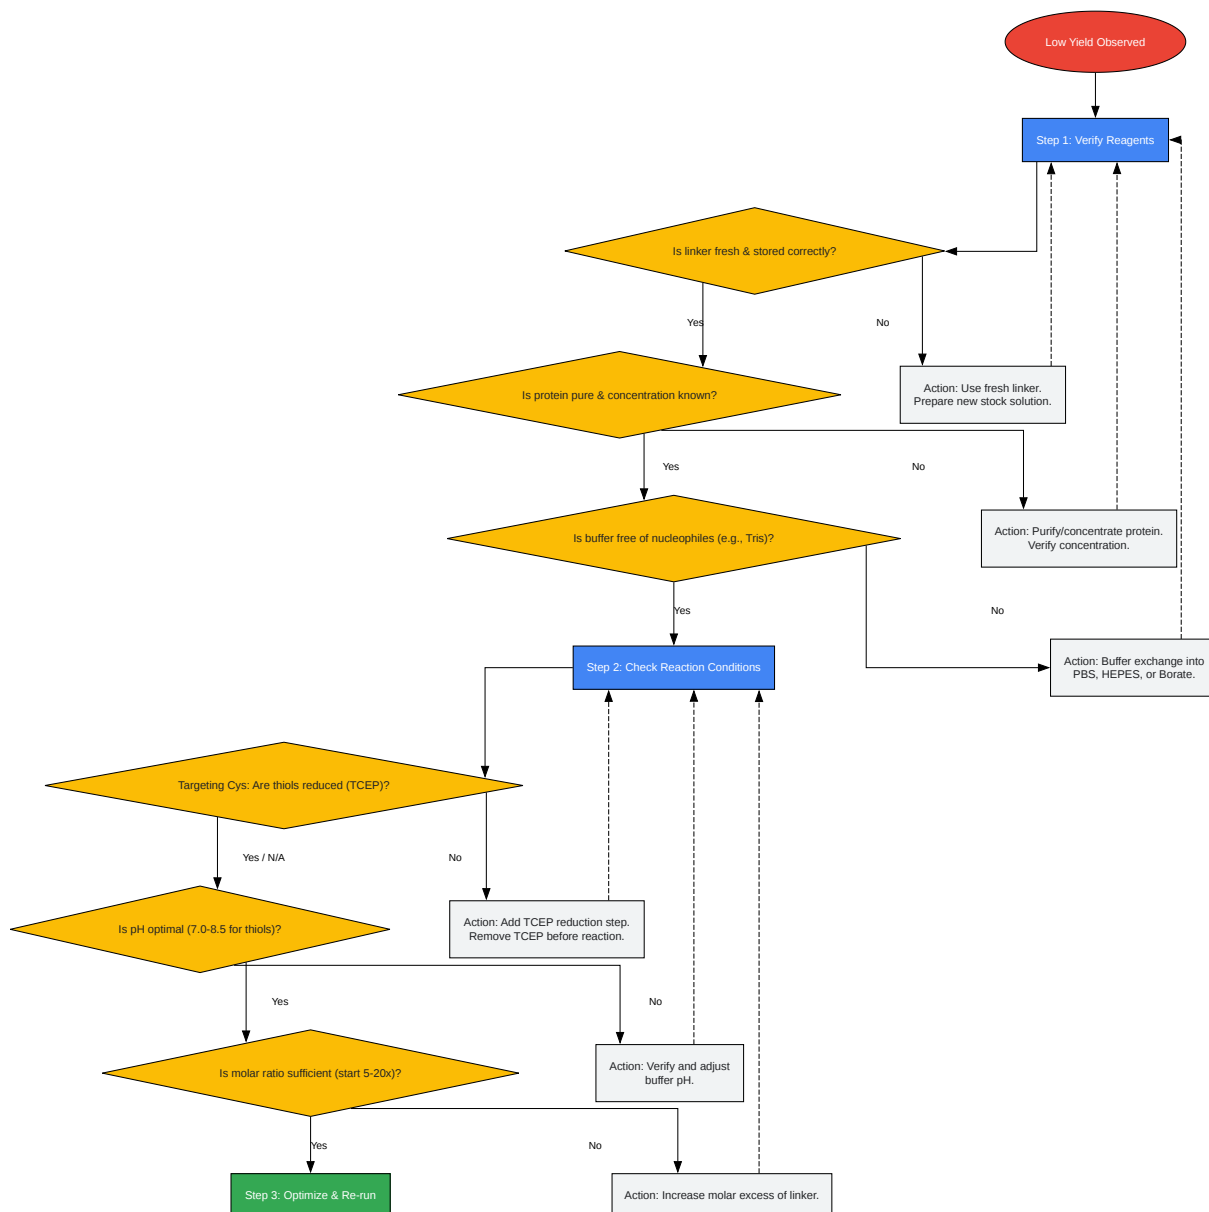 Low Yield Observed
Step 1: Verify Reagents
Is linker fresh & stored correctly?
Yes
No
Action: Use fresh linker.
Prepare new stock solution.
Is protein pure & concentration known?
Yes
No
Action: Purify/concentrate protein.
Verify concentration.
Is buffer free of nucleophiles (e.g., Tris)?
Yes
No
Action: Buffer exchange into
PBS, HEPES, or Borate.
Step 2: Check Reaction Conditions
Targeting Cys: Are thiols reduced (TCEP)?
Yes / N/A
No
Action: Add TCEP reduction step.
Remove TCEP before reaction.
Is pH optimal (7.0-8.5 for thiols)?
Yes
No
Action: Verify and adjust
buffer pH.
Is molar ratio sufficient (start 5-20x)?
Yes
No
Step 3: Optimize & Re-run
Action: Increase molar excess of linker.